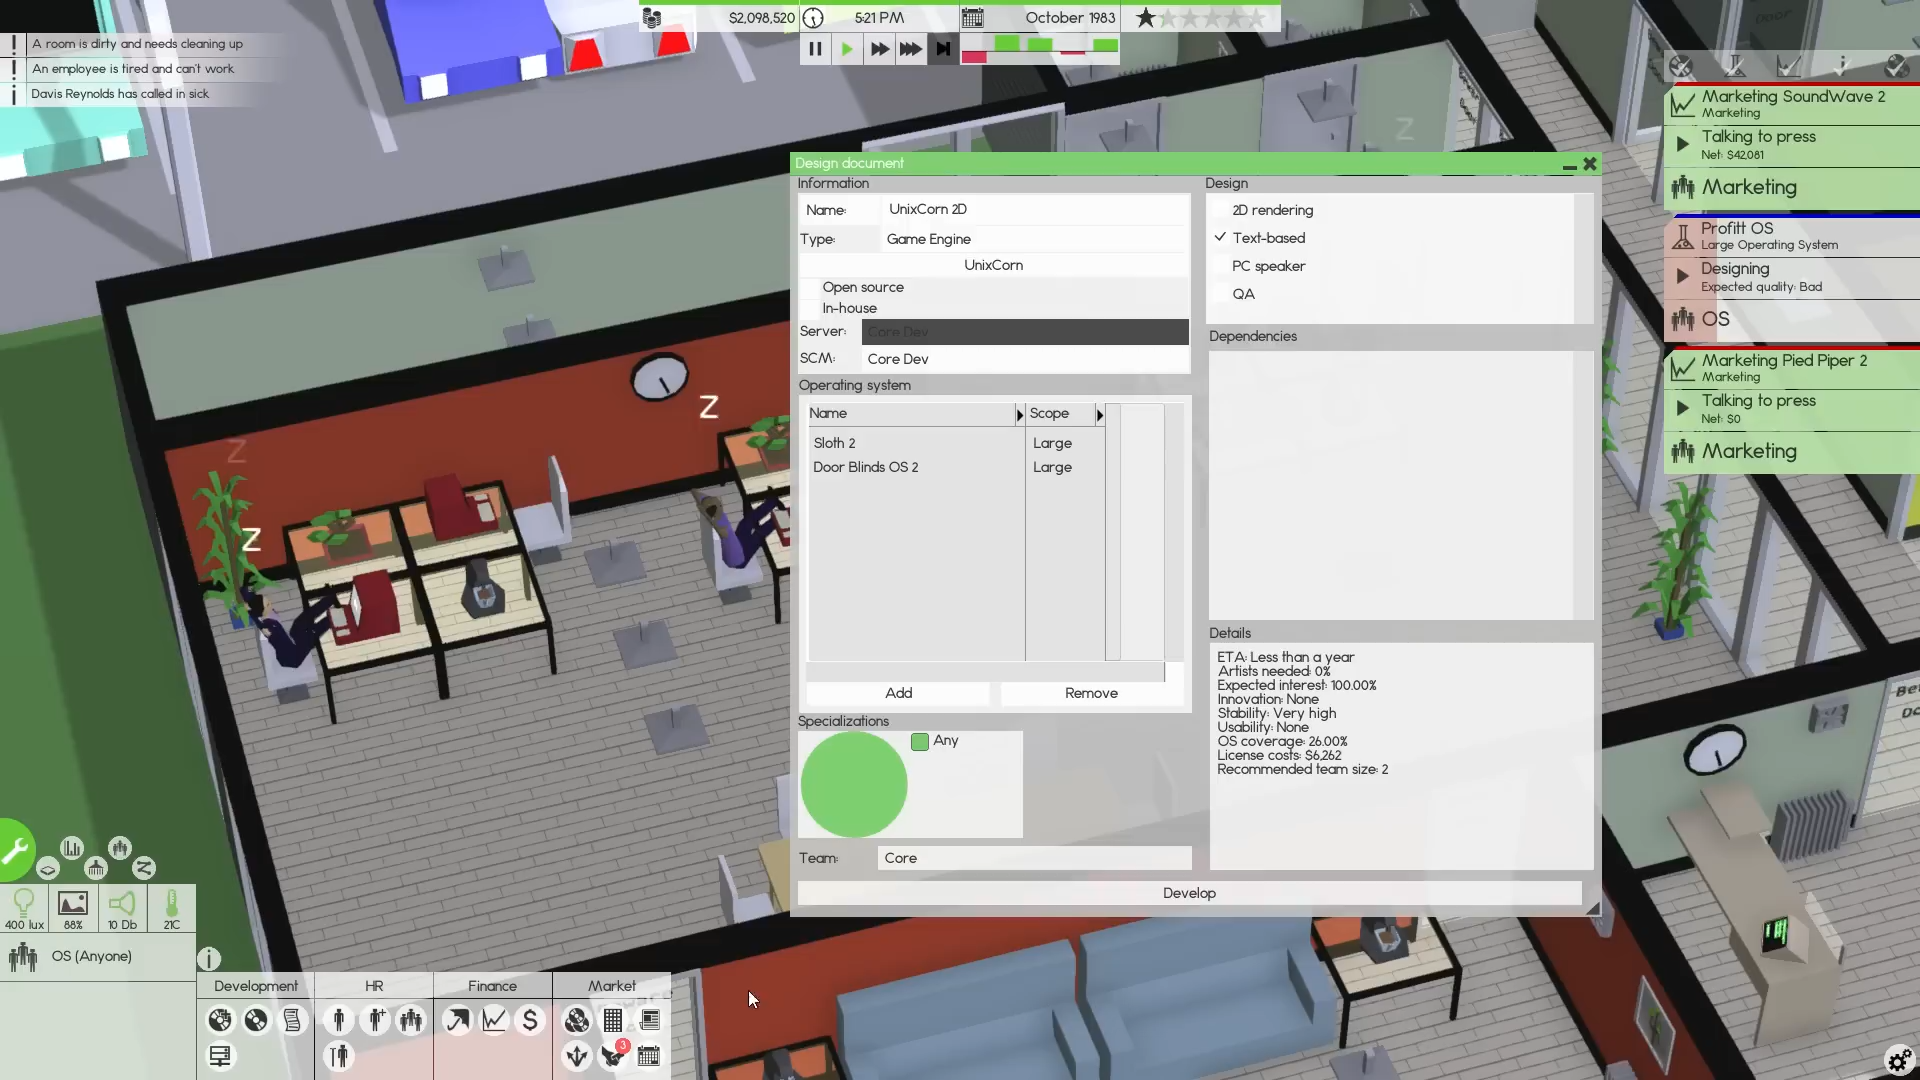 $2,098,520
5:21 PM
October 1983
A room is dirty and needs cleaning up
An employee is tired and can't work
Davis Reynolds has called in sick
Marketing SoundWave 2
Marketing
Talking to press
Net: $42,081
Marketing
Profitt OS
Large Operating System
Designing
Expected quality: Bad
OS
Marketing Pied Piper 2
Marketing
Talking to press
Net: $0
Marketing
Design document
Information
Name: UnixCorn 2D
Type: Game Engine
UnixCorn
Open source
In-house
Server: Core Dev
SCM: Core Dev
Operating system
Name Scope
Sloth 2 Large
Door Blinds OS 2 Large
Add Remove
Specializations
Any
Team: Core
Develop
Design
2D rendering
Text-based
PC speaker
QA
Dependencies
Details
ETA: Less than a year
Artists needed: 0%
Expected interest: 100.00%
Innovation: None
Stability: Very high
Usability: None
OS coverage: 26.00%
License costs: $6,262
Recommended team size: 2
Z
Z
Z
Z
Door
400 lux
88%
10 Db
21C
OS (Anyone)
Development HR Finance Market
3